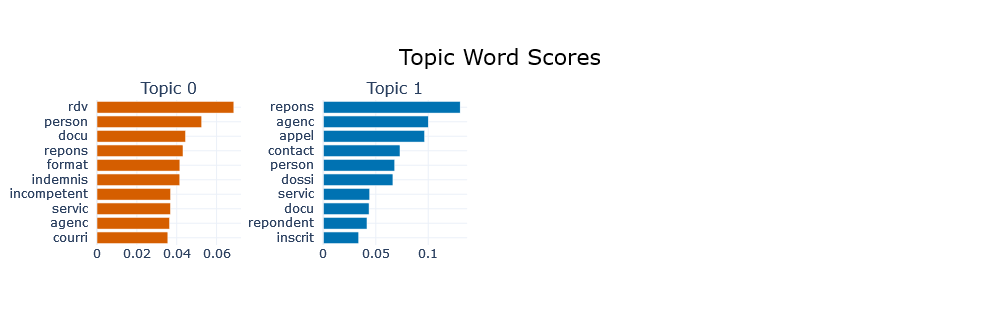 Topic Word Scores
Topic 0
rdv
person
docu
repons
format
indemnis
incompetent
servic
agenc
courri
0 0.02 0.04 0.06
Topic 1
repons
agenc
appel
contact
person
dossi
servic
docu
repondent
inscrit
0 0.05 0.1